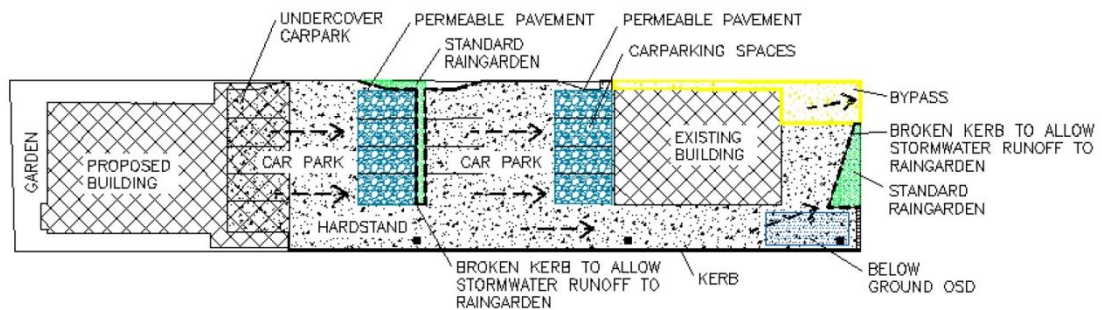 UNDERCOVER
CARPARK
PERMEABLE PAVEMENT
STANDARD
RAINGARDEN
PERMEABLE PAVEMENT
CARPARKING SPACES
BYPASS
BROKEN KERB TO ALLOW
STORMWATER RUNOFF TO
RAINGARDEN
STANDARD
RAINGARDEN
GARDEN
PROPOSED
BUILDING
CAR PARK
CAR PARK
EXISTING
BUILDING
HARDSTAND
BROKEN KERB TO ALLOW
STORMWATER RUNOFF TO
RAINGARDEN
KERB
BELOW
GROUND OSD